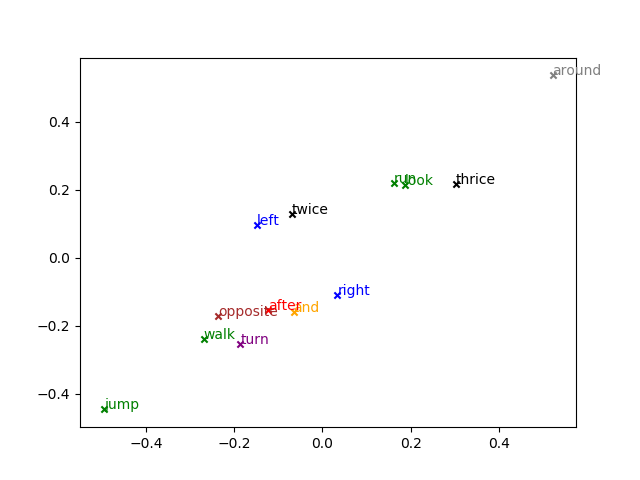 around
0.4
run
look
thrice
0.2
twice
left
0.0
right
after
and
opposite
−0.2
walk
turn
−0.4
jump
−0.4
−0.2
0.0
0.2
0.4